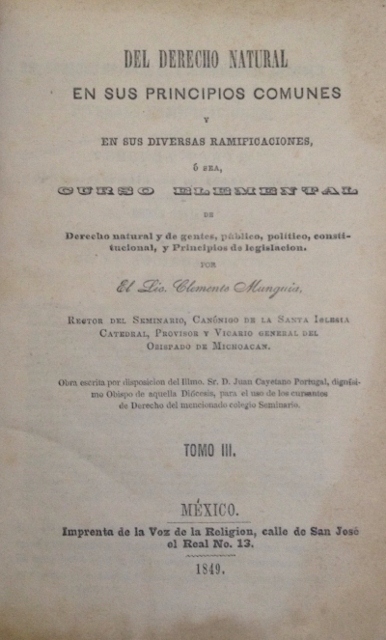 DEL DERECHO NATURAL
EN SUS PRINCIPIOS COMUNES
Y
EN SUS DIVERSAS RAMIFICACIONES,
Ó SEA,
CURSO ELEMENTAL
DE
Derecho natural y de gentes, público, político, consti-
tucional, y Principios de legislacion.
POR
El Lic. Clemente Munguía,
RECTOR DEL SEMINARIO, CANÓNIGO DE LA SANTA IGLESIA
CATEDRAL, PROVISOR Y VICARIO GENERAL DEL
OBISPADO DE MICHOACAN.
Obra escrita por disposicion del Illmo. Sr. D. Juan Cayetano Portugal, dignísi-
mo Obispo de aquella Diócesis, para el uso de los cursantes
de Derecho del mencionado colegio Seminario.
TOMO III.
MÉXICO.
Imprenta de la Voz de la Religion, calle de San José
el Real No. 13.
1849.